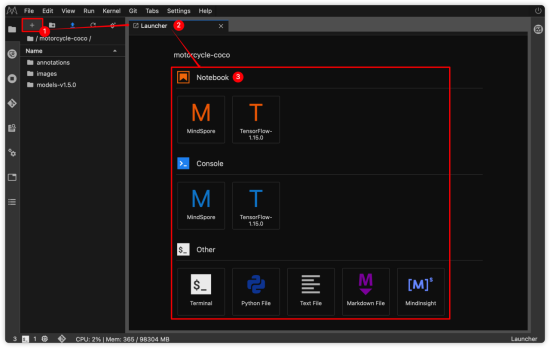 File Edit View Run Kernel Git Tabs Settings Help
1
Launcher 2
/ motorcycle-coco /
Name
annotations
images
models-v1.5.0
motorcycle-coco
Notebook 3
MindSpore
TensorFlow-
1.15.0
Console
MindSpore
TensorFlow-
1.15.0
$_ Other
$_
Terminal
Python File
Text File
M
Markdown File
[M]s
MindInsight
3 1 CPU: 2% | Mem: 365 / 98304 MB Launcher